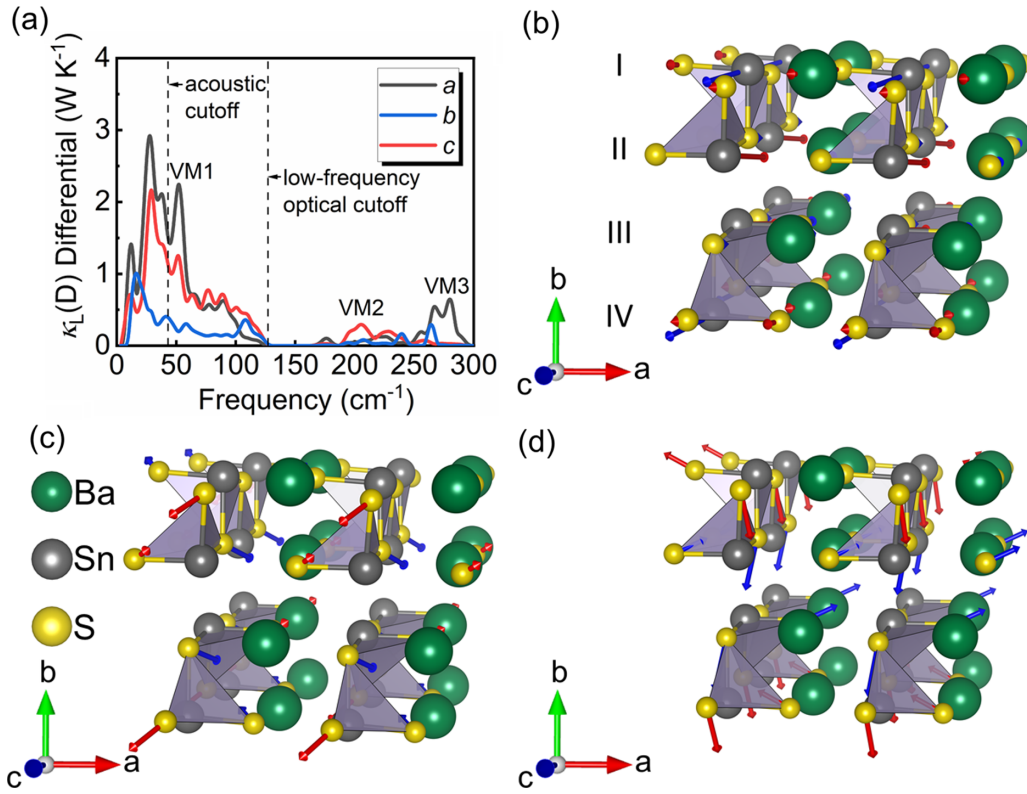 (a)
κL(D) Differential (W K-1)
4
3
2
1
0
0 50 100 150 200 250 300
Frequency (cm-1)
acoustic
cutoff
a
b
c
VM1
low-frequency
optical cutoff
VM2
VM3
(b)
I
II
III
IV
b
a
c
(c)
Ba
Sn
S
b
a
c
(d)
b
a
c